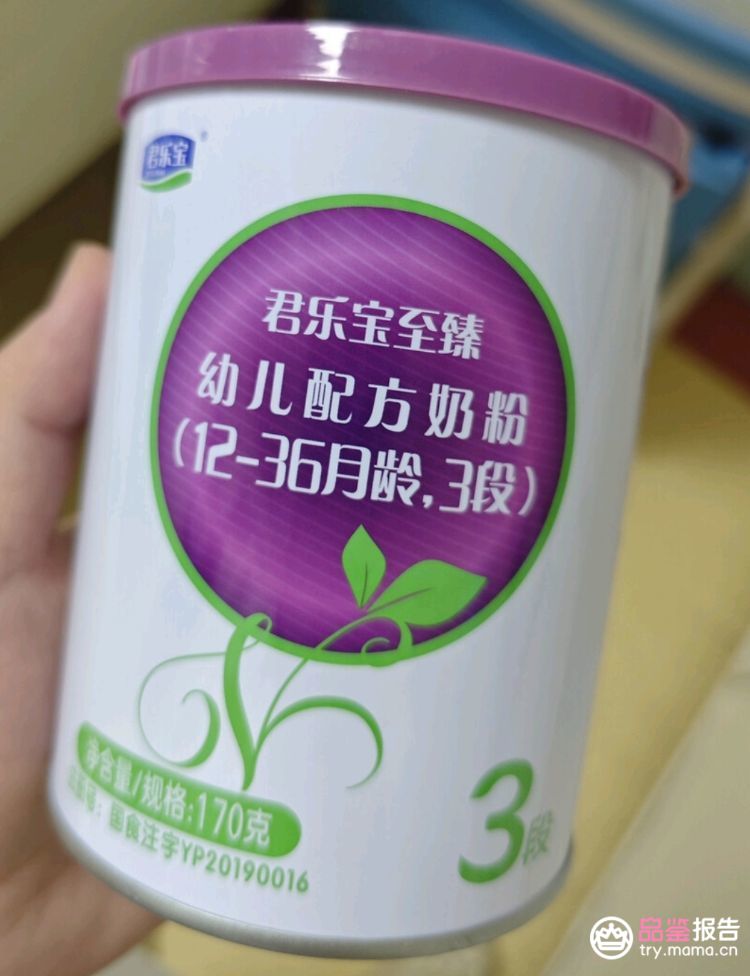 君乐宝
君乐宝至臻
幼儿配方奶粉
(12-36月龄,3段)
净含量/规格:170克
号: 国食注字YP20190016
3段
品鉴报告
try.mama.cn